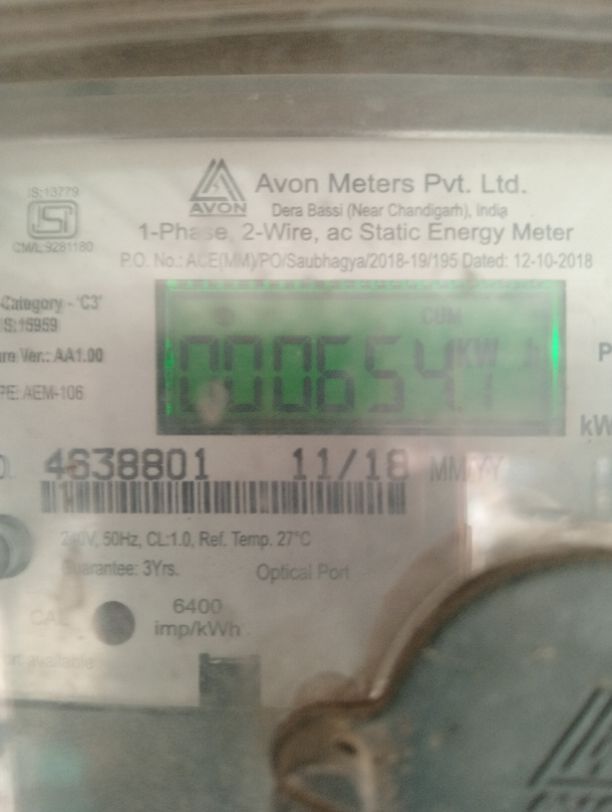 IS:13779
CM/L:9281180
AVON
Avon Meters Pvt. Ltd.
Dera Bassi (Near Chandigarh), India
1-Phase, 2-Wire, ac Static Energy Meter
P.O. No.: ACE(MM)/PO/Saubhagya/2018-19/195 Dated: 12-10-2018
Category - 'C3'
IS:15959
Ver.: AA1.00
AEM-106
CUM
000654
KW
4638801 11/18 MM/YY
240V, 50Hz, CL:1.0, Ref. Temp. 27°C
Guarantee: 3Yrs. Optical Port
CAL
6400
imp/kWh
available